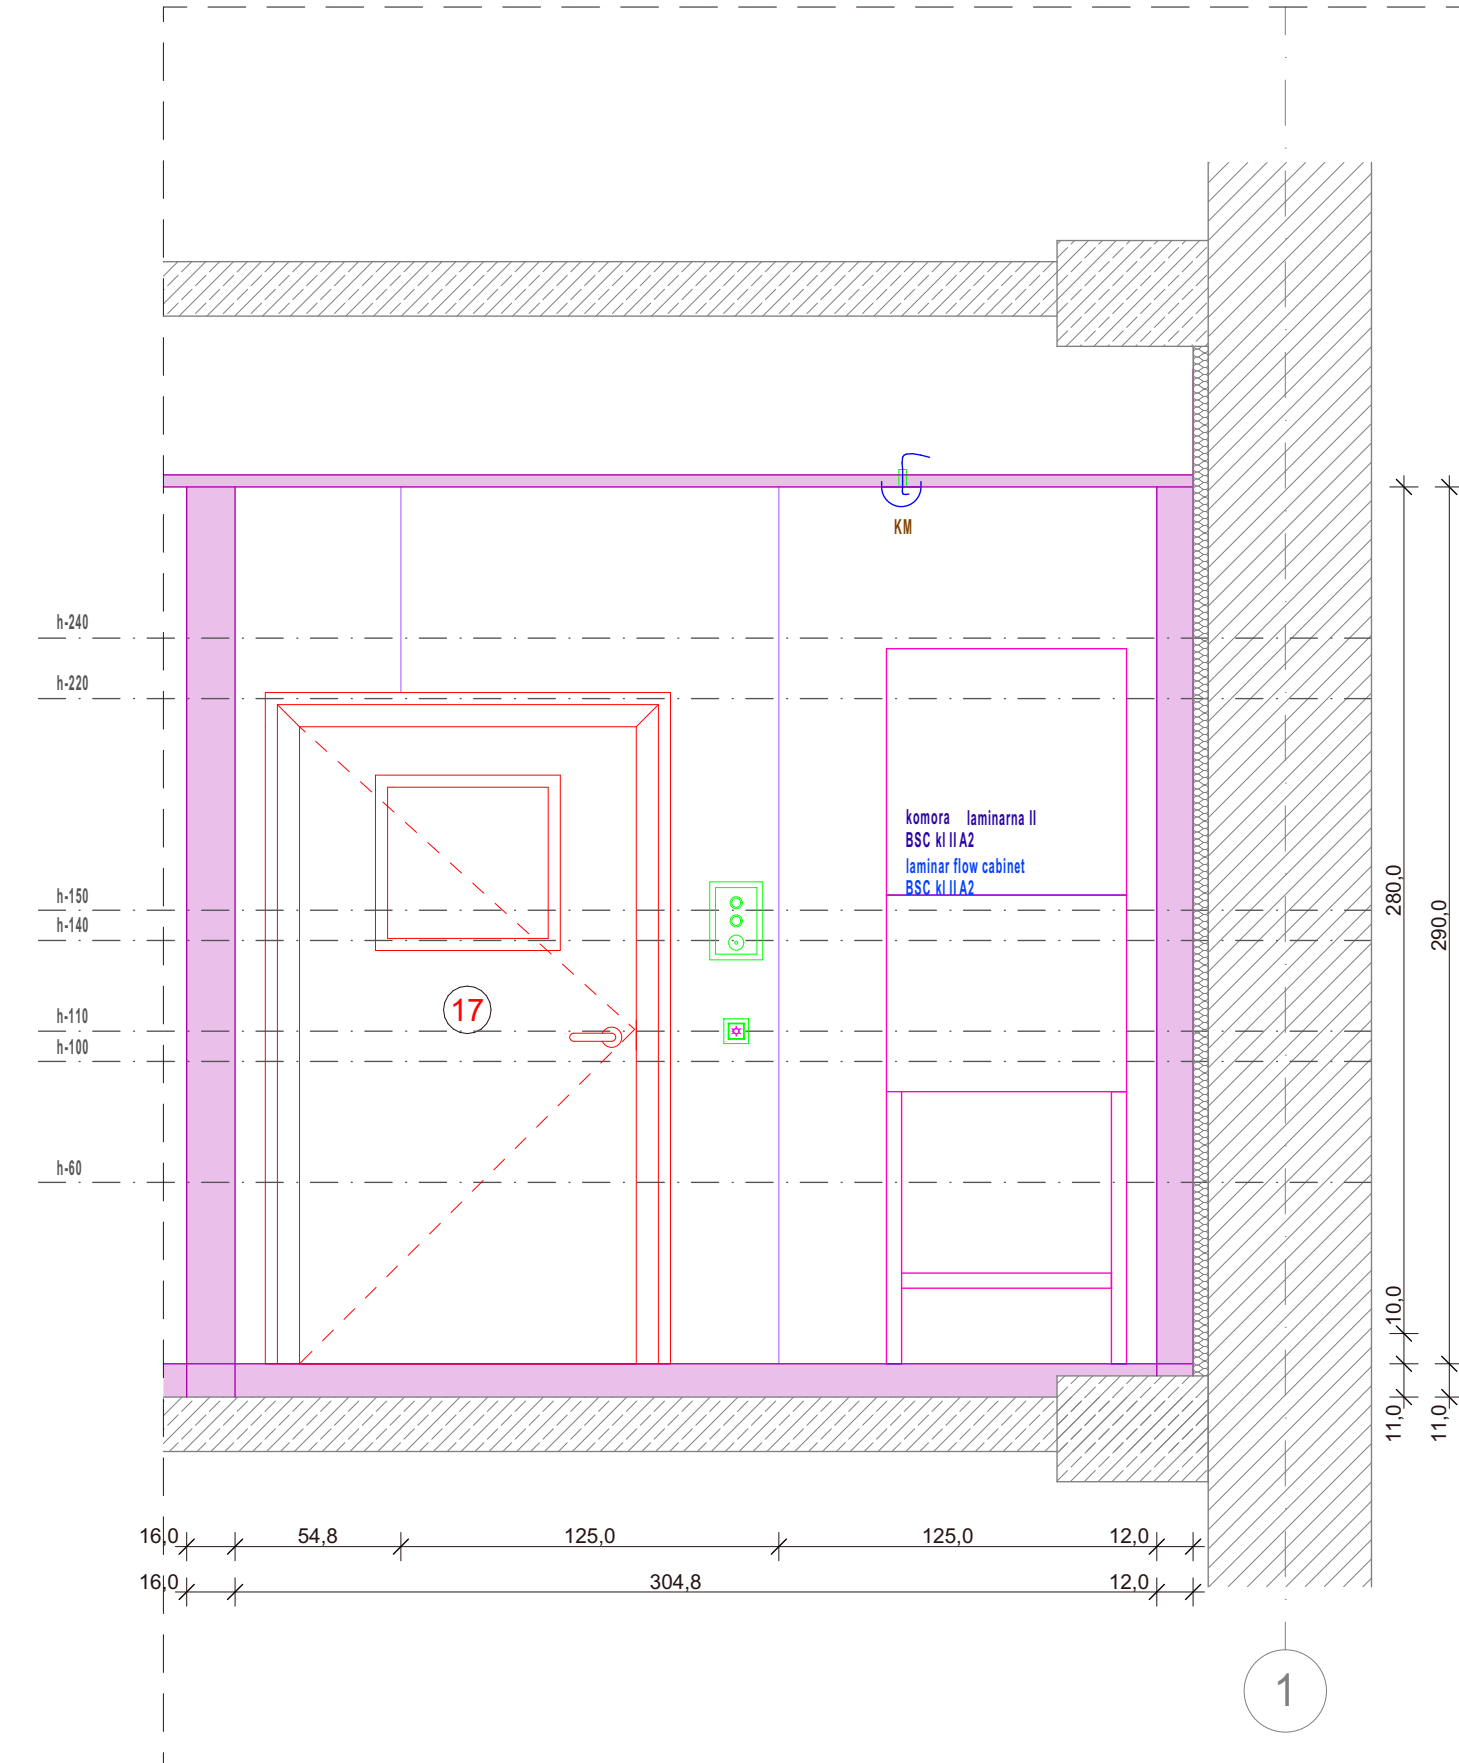 KM
h-240
h-220
komora laminarna II
BSC kl II A2
laminar flow cabinet
BSC kl II A2
h-150
h-140
280,0
290,0
17
h-110
h-100
h-60
10,0
11,0
11,0
16,0 54,8 125,0 125,0 12,0
16,0 304,8 12,0
1